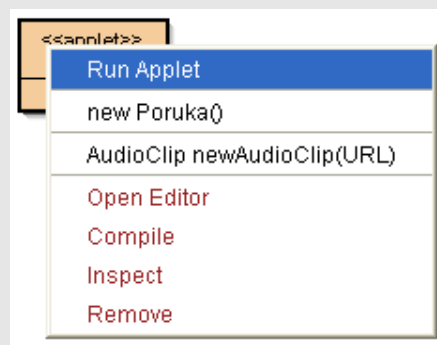 <<applet>>
Run Applet
new Poruka()
AudioClip newAudioClip(URL)
Open Editor
Compile
Inspect
Remove